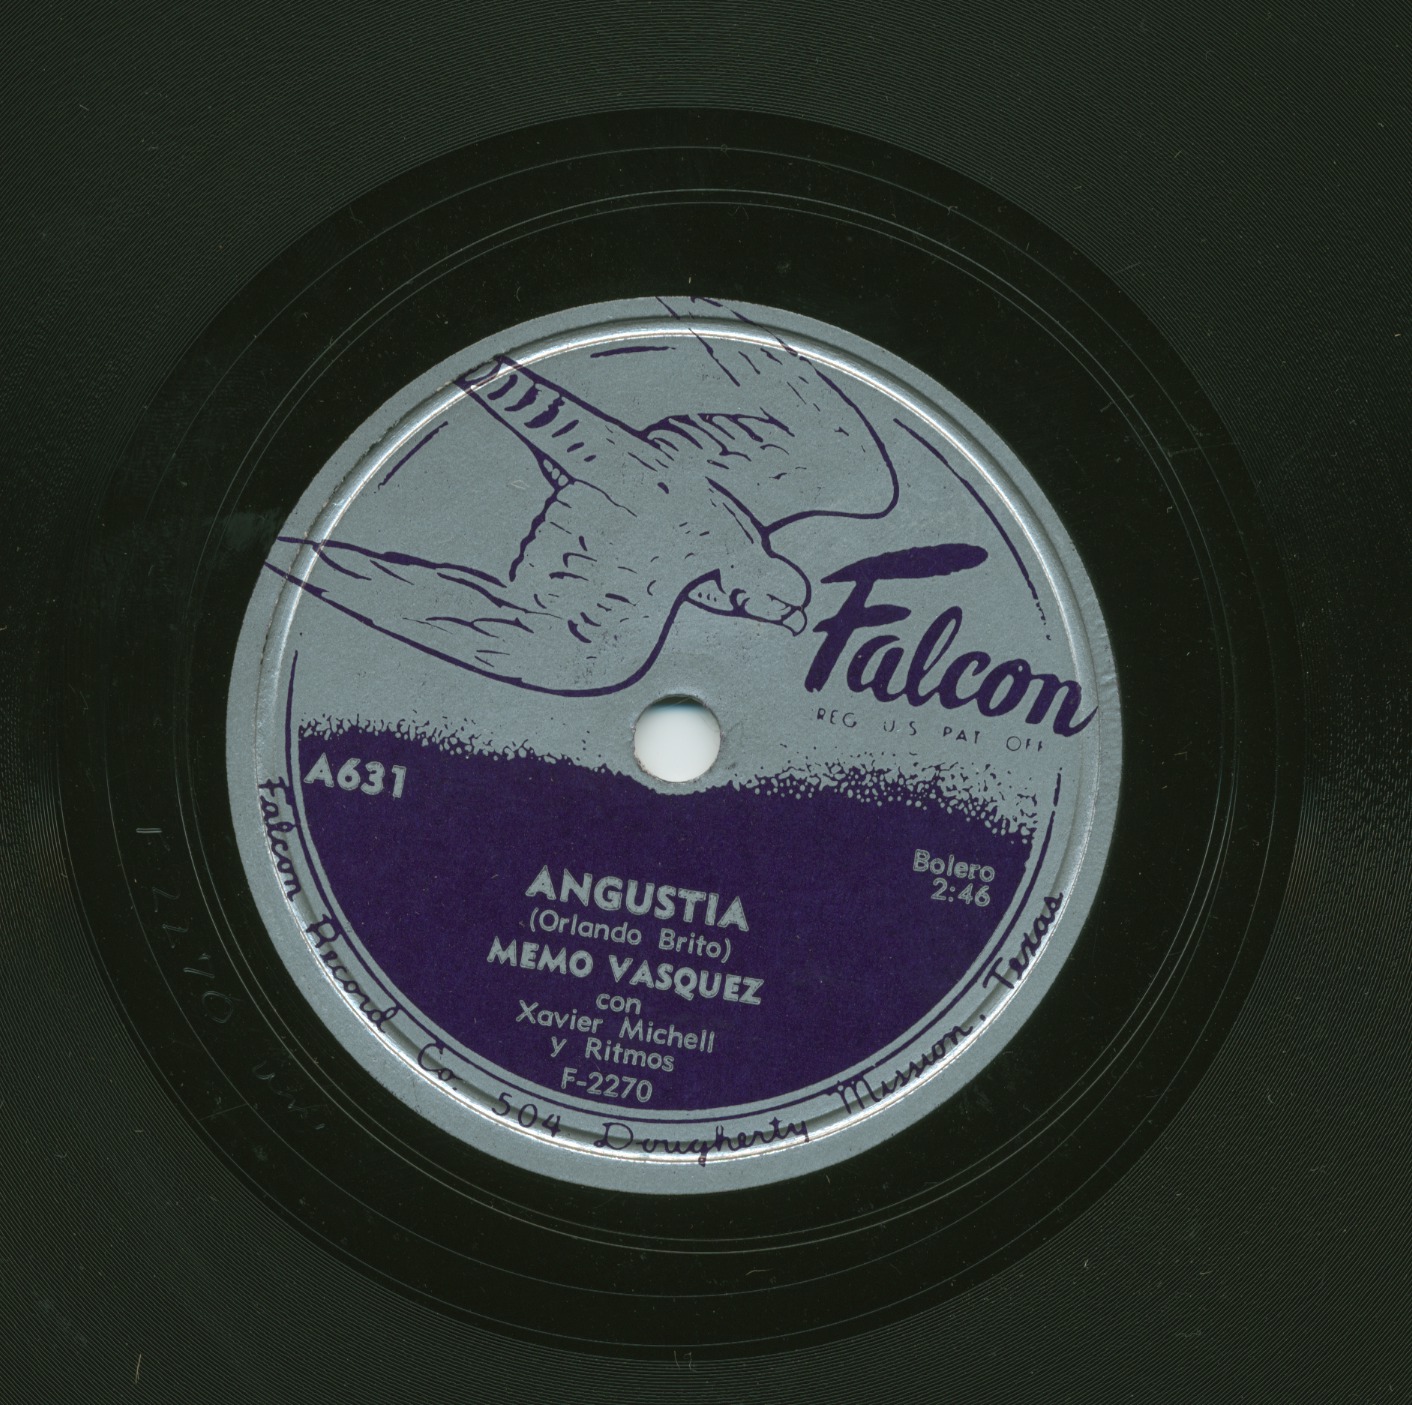 Falcon
REG. U.S. PAT. OFF.
A631
Bolero
2:46
ANGUSTIA
(Orlando Brito)
MEMO VASQUEZ
con
Xavier Michell
y Ritmos
F-2270
Falcon Record Co. 504 Dougherty Mission, Texas